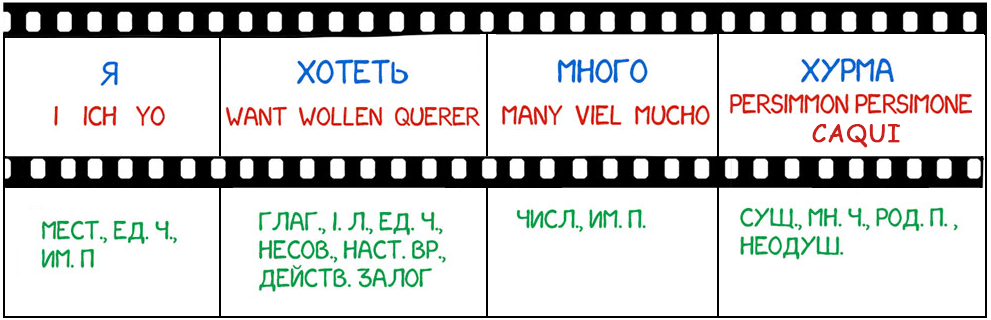 Я
I ICH YO
ХОТЕТЬ
WANT WOLLEN QUERER
МНОГО
MANY VIEL MUCHO
ХУРМА
PERSIMMON PERSIMONE
CAQUI
МЕСТ., ЕД. Ч.,
ИМ. П
ГЛАГ., I. Л., ЕД. Ч.,
НЕСОВ., НАСТ. ВР.,
ДЕЙСТВ. ЗАЛОГ
ЧИСЛ., ИМ. П.
СУЩ., МН. Ч., РОД. П. ,
НЕОДУШ.